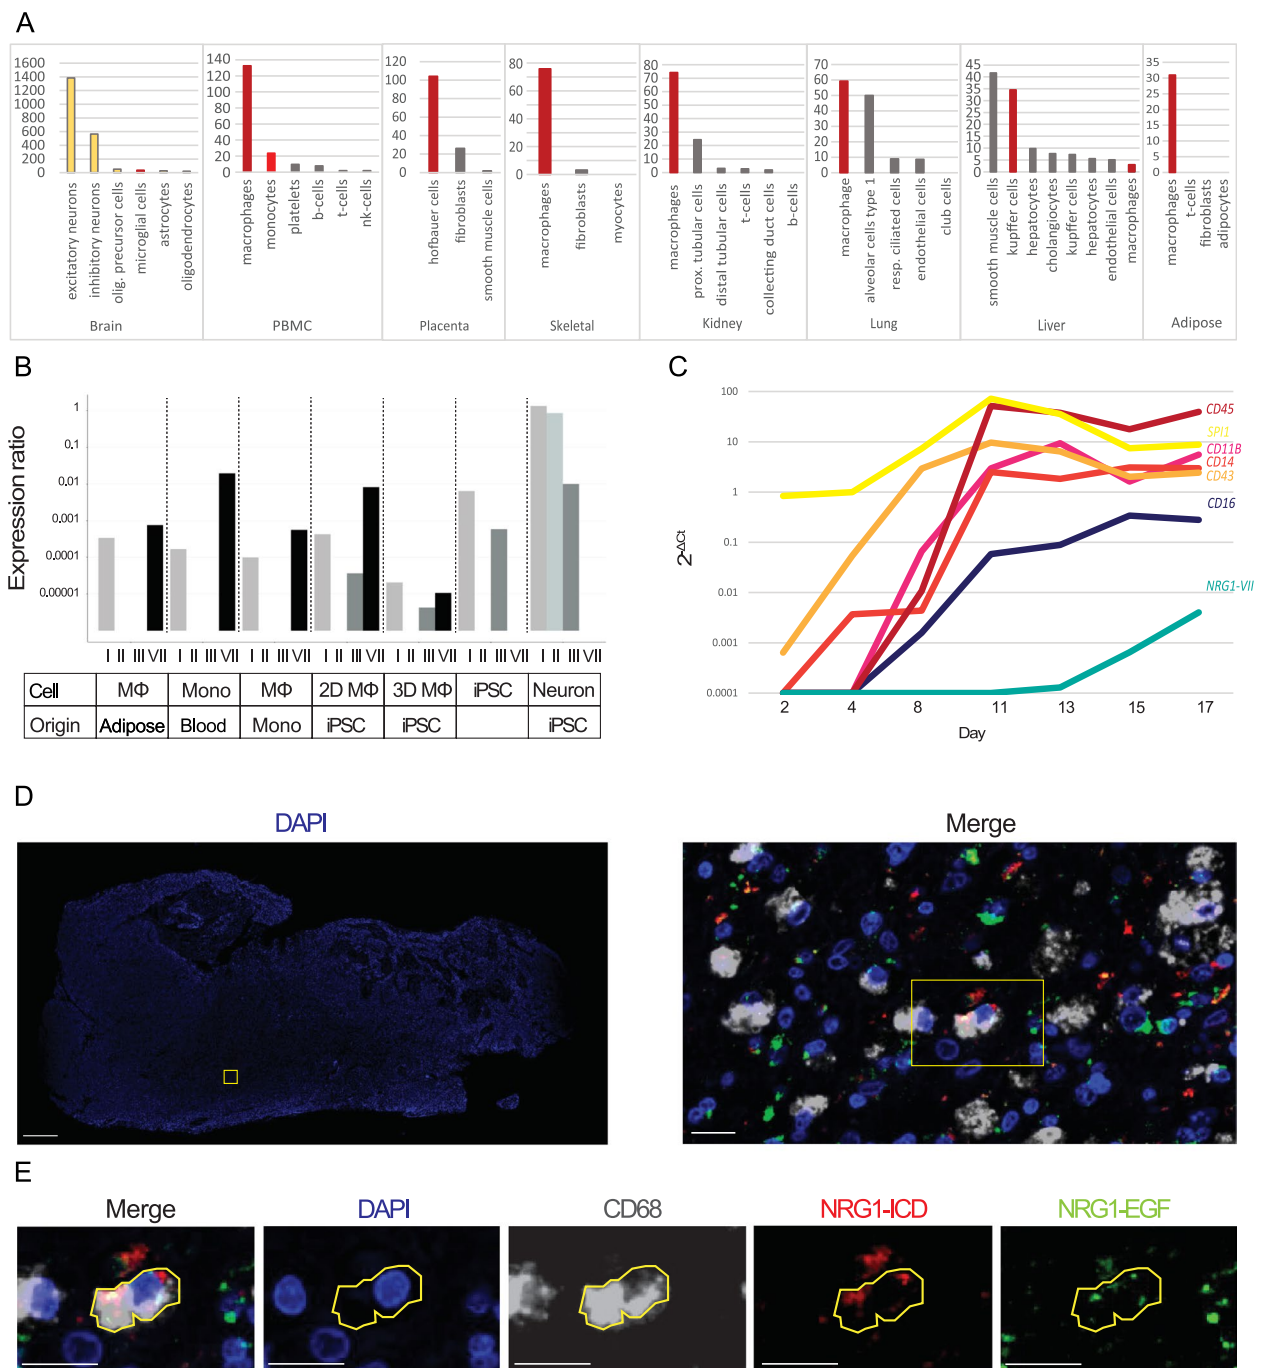 A
1600
1400
1200
1000
800
600
400
200
0
excitatory neurons
inhibitory neurons
olig. precursor cells
microglial cells
astrocytes
oligodendrocytes
Brain
140
120
100
80
60
40
20
0
macrophages
monocytes
platelets
b-cells
t-cells
nk-cells
PBMC
120
100
80
60
40
20
0
hofbauer cells
fibroblasts
smooth muscle cells
Placenta
80
60
40
20
0
macrophages
fibroblasts
myocytes
Skeletal
80
70
60
50
40
30
20
10
0
macrophages
prox. tubular cells
distal tubular cells
t-cells
collecting duct cells
b-cells
Kidney
70
60
50
40
30
20
10
0
macrophage
alveolar cells type 1
resp. ciliated cells
endothelial cells
club cells
Lung
45
40
35
30
25
20
15
10
5
0
smooth muscle cells
kupffer cells
hepatocytes
cholangiocytes
kupffer cells
hepatocytes
endothelial cells
macrophages
Liver
35
30
25
20
15
10
5
0
macrophages
t-cells
fibroblasts
adipocytes
Adipose
B
Expression ratio
1
0.1
0.01
0.001
0.0001
0.00001
I II III VII I II III VII I II III VII I II III VII I II III VII I II III VII I II III VII
Cell MΦ Mono MΦ 2D MΦ 3D MΦ iPSC Neuron
Origin Adipose Blood Mono iPSC iPSC iPSC
C
2-ΔCt
100
10
1
0.1
0.01
0.001
0.0001
CD45
SPI1
CD11B
CD14
CD43
CD16
NRG1-VII
2 4 8 11 13 15 17
Day
D
DAPI
Merge
E
Merge DAPI CD68 NRG1-ICD NRG1-EGF